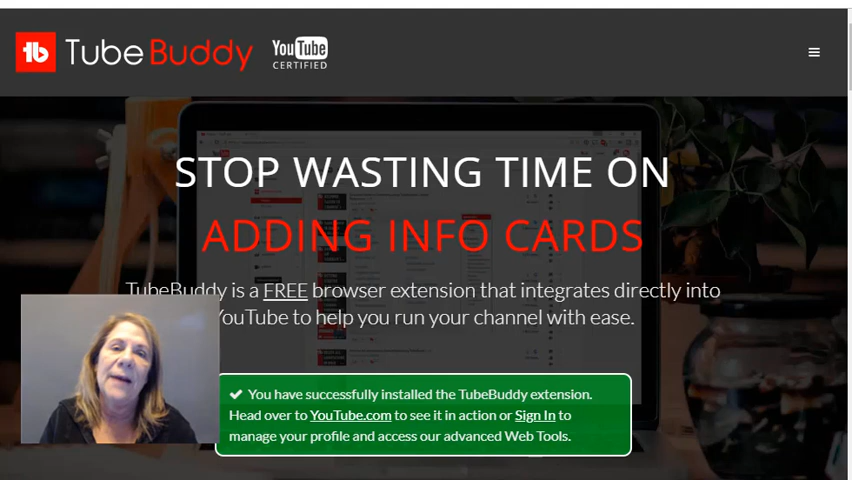 tb TubeBuddy YouTube
CERTIFIED
STOP WASTING TIME ON
ADDING INFO CARDS
TubeBuddy is a FREE browser extension that integrates directly into
YouTube to help you run your channel with ease.
✔ You have successfully installed the TubeBuddy extension.
Head over to YouTube.com to see it in action or Sign In to
manage your profile and access our advanced Web Tools.